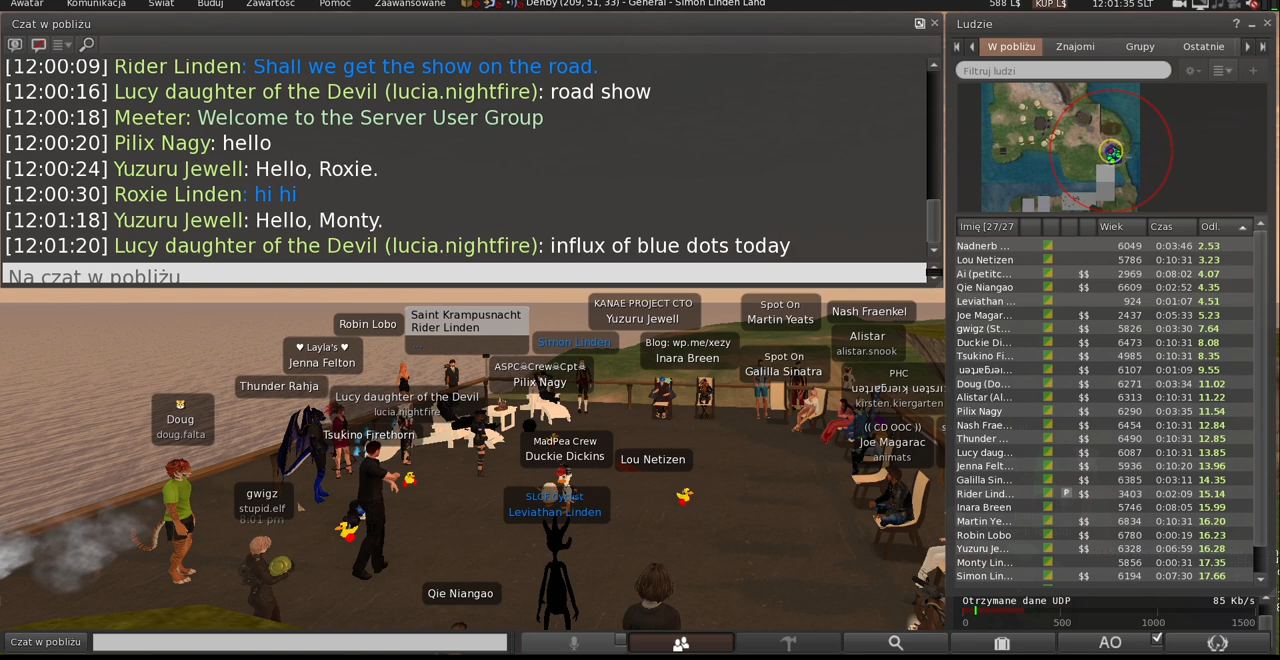 Awatar Komunikacja Świat Buduj Zawartość Pomoc Zaawansowane Denby (209, 51, 33) - General - Simon Linden Land 588 L$ KUP L$ 12:01:35 SLT
Czat w pobliżu
[12:00:09] Rider Linden: Shall we get the show on the road.
[12:00:16] Lucy daughter of the Devil (lucia.nightfire): road show
[12:00:18] Meeter: Welcome to the Server User Group
[12:00:20] Pilix Nagy: hello
[12:00:24] Yuzuru Jewell: Hello, Roxie.
[12:00:30] Roxie Linden: hi hi
[12:01:18] Yuzuru Jewell: Hello, Monty.
[12:01:20] Lucy daughter of the Devil (lucia.nightfire): influx of blue dots today
Na czat w pobliżu
Robin Lobo
Saint Krampusnacht
Rider Linden
KANAE PROJECT CTO
Yuzuru Jewell
Spot On
Martin Yeats
Nash Fraenkel
♥ Layla's ♥
Jenna Felton
Simon Linden
Blog: wp.me/xezy
Inara Breen
Alistar
alistar.snook
Spot On
Galilla Sinatra
Thunder Rahja
ASPC☠Crew☠Cpt☠
Pilix Nagy
PHC
kirsten.kiergarten
Lucy daughter of the Devil
lucia.nightfire
Doug
doug.falta
Tsukino Firethorn
MadPea Crew
Duckie Dickins
Lou Netizen
(( CD OOC ))
Joe Magarac
animats
gwigz
stupid.elf
8:01 pm
Leviathan Linden
Qie Niangao
Czat w pobliżu
Ludzie
W pobliżu Znajomi Grupy Ostatnie
Filtruj ludzi
Imię [27/27 Wiek Czas Odl.
Nadnerb ... 6049 0:03:46 2.53
Lou Netizen 5786 0:10:31 3.23
Ai (petitc... $$ 2969 0:08:02 4.07
Qie Niangao $$ 6609 0:02:52 4.35
Leviathan ... 924 0:01:07 4.51
Joe Magar... $$ 2437 0:05:33 5.23
gwigz (St... $$ 5826 0:03:30 7.64
Duckie Di... $$ 6473 0:10:31 8.08
Tsukino Fi... $$ 4985 0:10:31 8.35
$$ 6107 0:01:09 9.55
Doug (Do... $$ 6271 0:03:34 11.02
Alistar (Al... $$ 6313 0:10:31 11.22
Pilix Nagy $$ 6290 0:03:35 11.54
Nash Frae... $$ 6454 0:10:31 12.84
Thunder ... $$ 6490 0:10:31 12.85
Lucy daug... $$ 6087 0:10:31 13.85
Jenna Felt... $$ 5936 0:10:20 13.96
Galilla Sin... $$ 6385 0:03:11 14.35
Rider Lind... P $$ 3403 0:02:09 15.14
Inara Breen 5746 0:08:05 15.99
Martin Ye... $$ 6834 0:10:31 16.20
Robin Lobo $$ 6780 0:00:19 16.23
Yuzuru Je... $$ 6328 0:06:59 16.28
Monty Lin... 5856 0:00:31 17.35
Simon Lin... $$ 6194 0:07:30 17.66
Otrzymane dane UDP 85 Kb/s
0 500 1000 1500
AO